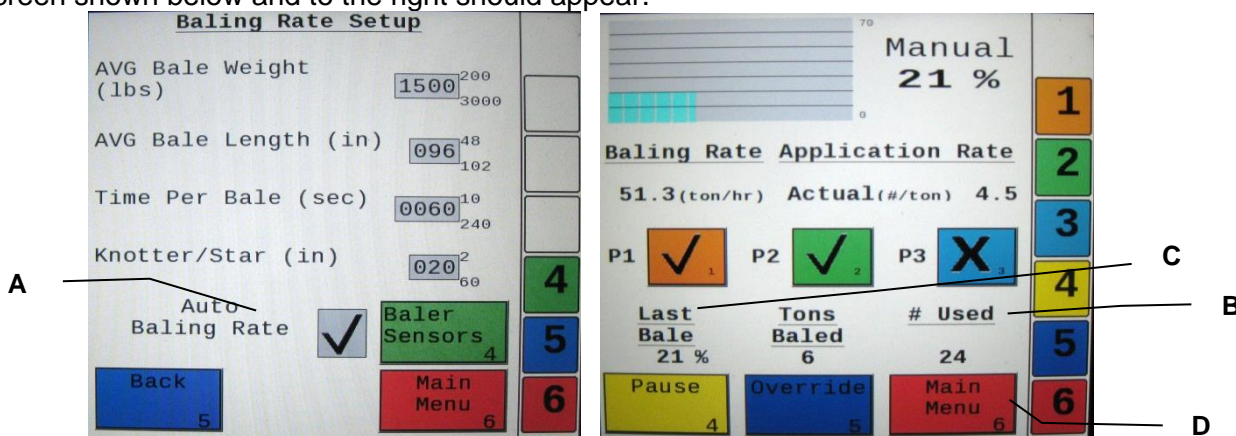 screen shown below and to the right should appear.
Baling Rate Setup
AVG Bale Weight
(lbs)
1500
200
3000
AVG Bale Length (in)
096
48
102
Time Per Bale (sec)
0060
10
240
Knotter/Star (in)
020
2
60
A
Auto
Baling Rate
Baler
Sensors
4
Back
5
Main
Menu
6
4
5
6
70
0
Manual
21 %
Baling Rate Application Rate
51.3(ton/hr) Actual(#/ton) 4.5
P1
1
P2
2
P3
X
3
Last
Bale
21 %
Tons
Baled
6
# Used
24
Pause
4
Override
5
Main
Menu
6
1
2
3
4
5
6
C
B
D